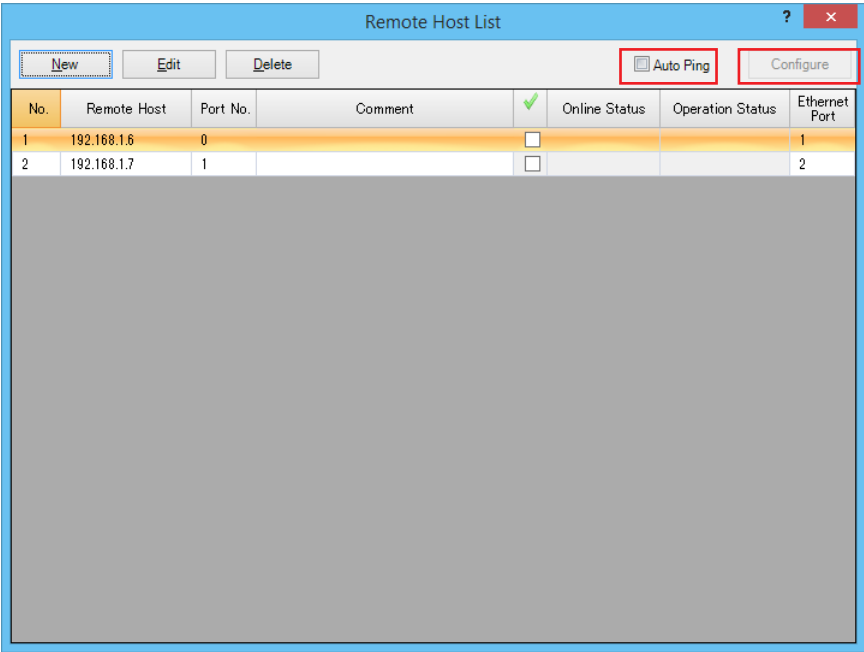 Remote Host List ? ×
New Edit Delete Auto Ping Configure
No. Remote Host Port No. Comment Online Status Operation Status Ethernet Port
1 192.168.1.6 0 1
2 192.168.1.7 1 2